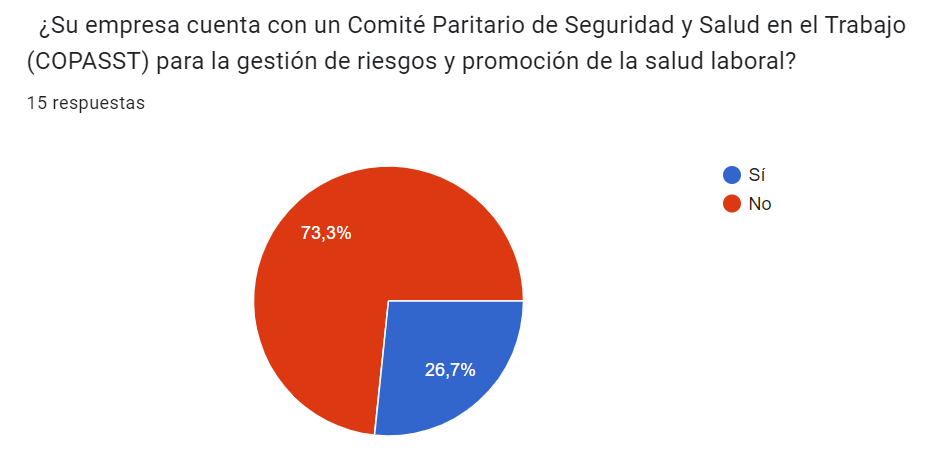 ¿Su empresa cuenta con un Comité Paritario de Seguridad y Salud en el Trabajo
(COPASST) para la gestión de riesgos y promoción de la salud laboral?
15 respuestas
Sí
No
73,3%
26,7%